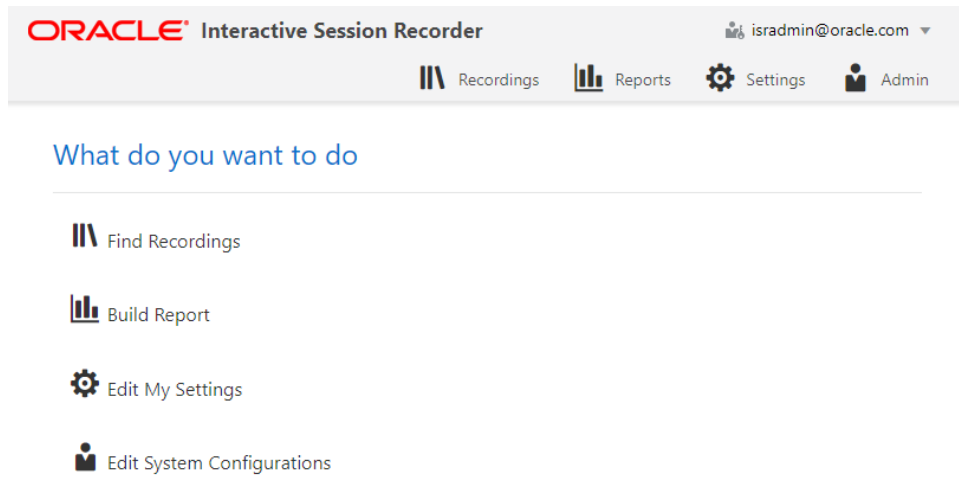 ORACLE® Interactive Session Recorder
isradmin@oracle.com
Recordings Reports Settings Admin
What do you want to do
Find Recordings
Build Report
Edit My Settings
Edit System Configurations